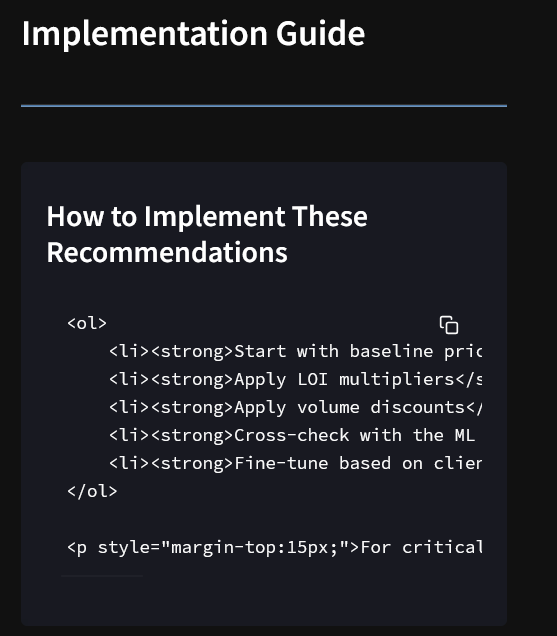 Implementation Guide
How to Implement These
Recommendations
<ol>
    <li><strong>Start with baseline pric
    <li><strong>Apply LOI multipliers</s
    <li><strong>Apply volume discounts</
    <li><strong>Cross-check with the ML
    <li><strong>Fine-tune based on clien
</ol>
<p style="margin-top:15px;">For critical